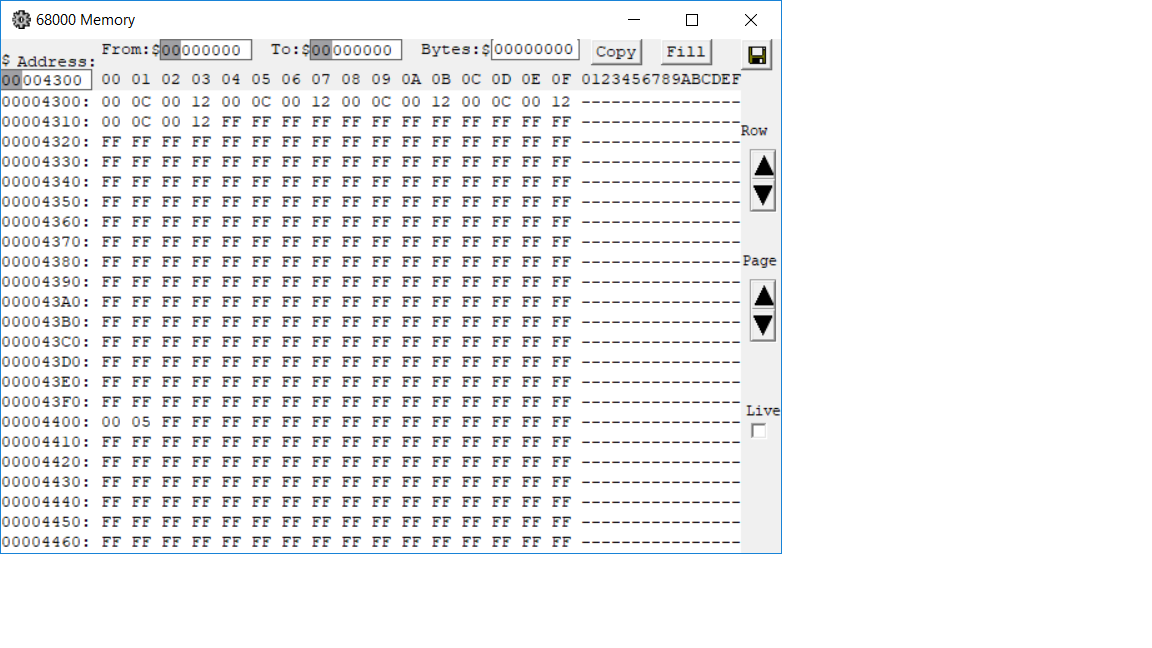 68000 Memory
From:$00000000 To:$00000000 Bytes:$00000000 Copy Fill
$ Address:
00004300 00 01 02 03 04 05 06 07 08 09 0A 0B 0C 0D 0E 0F 0123456789ABCDEF
00004300: 00 0C 00 12 00 0C 00 12 00 0C 00 12 00 0C 00 12 ----------------
00004310: 00 0C 00 12 FF FF FF FF FF FF FF FF FF FF FF FF ----------------
Row
00004320: FF FF FF FF FF FF FF FF FF FF FF FF FF FF FF FF ----------------
00004330: FF FF FF FF FF FF FF FF FF FF FF FF FF FF FF FF ----------------
00004340: FF FF FF FF FF FF FF FF FF FF FF FF FF FF FF FF ----------------
00004350: FF FF FF FF FF FF FF FF FF FF FF FF FF FF FF FF ----------------
00004360: FF FF FF FF FF FF FF FF FF FF FF FF FF FF FF FF ----------------
00004370: FF FF FF FF FF FF FF FF FF FF FF FF FF FF FF FF ----------------
00004380: FF FF FF FF FF FF FF FF FF FF FF FF FF FF FF FF ----------------
Page
00004390: FF FF FF FF FF FF FF FF FF FF FF FF FF FF FF FF ----------------
000043A0: FF FF FF FF FF FF FF FF FF FF FF FF FF FF FF FF ----------------
000043B0: FF FF FF FF FF FF FF FF FF FF FF FF FF FF FF FF ----------------
000043C0: FF FF FF FF FF FF FF FF FF FF FF FF FF FF FF FF ----------------
000043D0: FF FF FF FF FF FF FF FF FF FF FF FF FF FF FF FF ----------------
000043E0: FF FF FF FF FF FF FF FF FF FF FF FF FF FF FF FF ----------------
000043F0: FF FF FF FF FF FF FF FF FF FF FF FF FF FF FF FF ----------------
Live
00004400: 00 05 FF FF FF FF FF FF FF FF FF FF FF FF FF FF ----------------
00004410: FF FF FF FF FF FF FF FF FF FF FF FF FF FF FF FF ----------------
00004420: FF FF FF FF FF FF FF FF FF FF FF FF FF FF FF FF ----------------
00004430: FF FF FF FF FF FF FF FF FF FF FF FF FF FF FF FF ----------------
00004440: FF FF FF FF FF FF FF FF FF FF FF FF FF FF FF FF ----------------
00004450: FF FF FF FF FF FF FF FF FF FF FF FF FF FF FF FF ----------------
00004460: FF FF FF FF FF FF FF FF FF FF FF FF FF FF FF FF ----------------